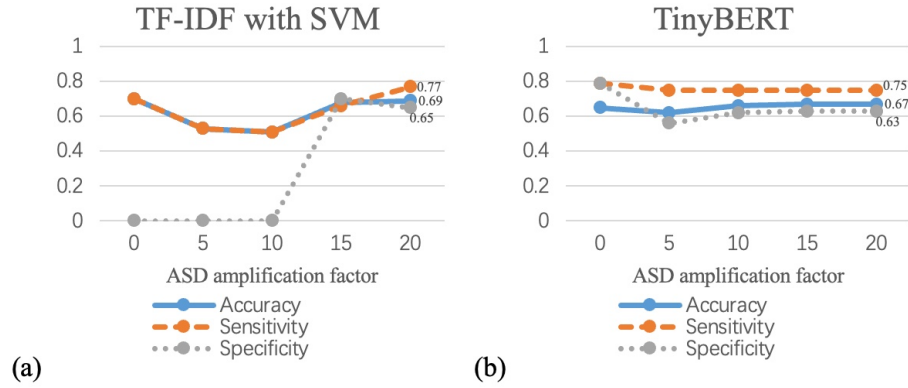 TF-IDF with SVM
1
0.8
0.6
0.4
0.2
0
0.77
0.69
0.65
0 5 10 15 20
ASD amplification factor
Accuracy
Sensitivity
Specificity
(a)
TinyBERT
1
0.8
0.6
0.4
0.2
0
0.75
0.67
0.63
0 5 10 15 20
ASD amplification factor
Accuracy
Sensitivity
Specificity
(b)